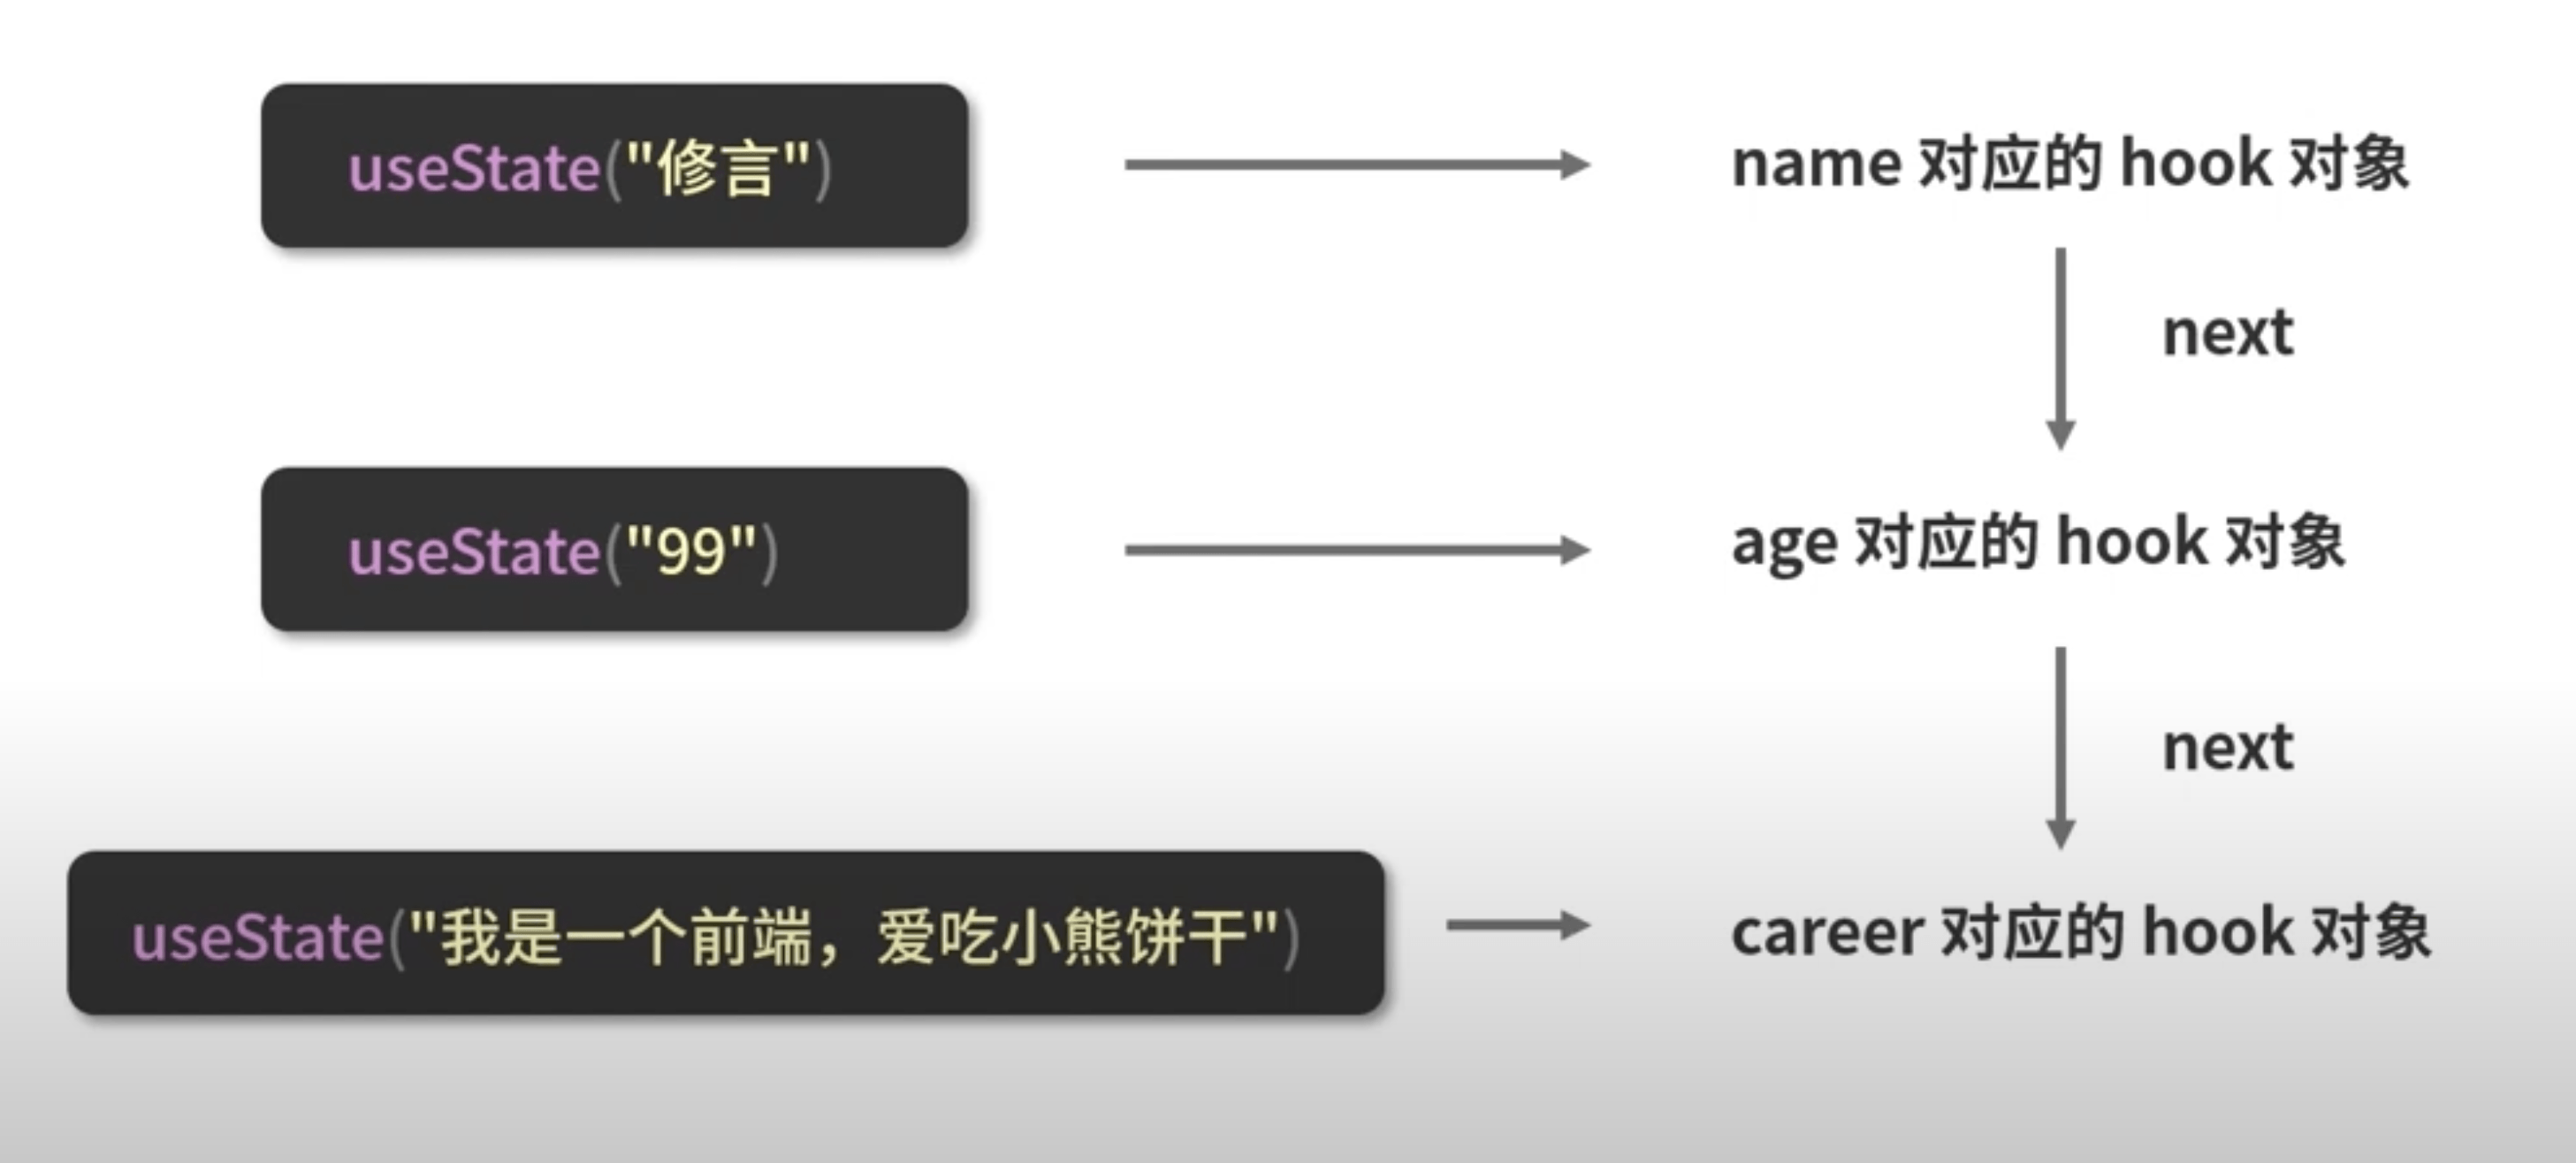 useState("修言")
name 对应的 hook 对象
next
useState("99")
age 对应的 hook 对象
next
useState("我是一个前端，爱吃小熊饼干")
career 对应的 hook 对象